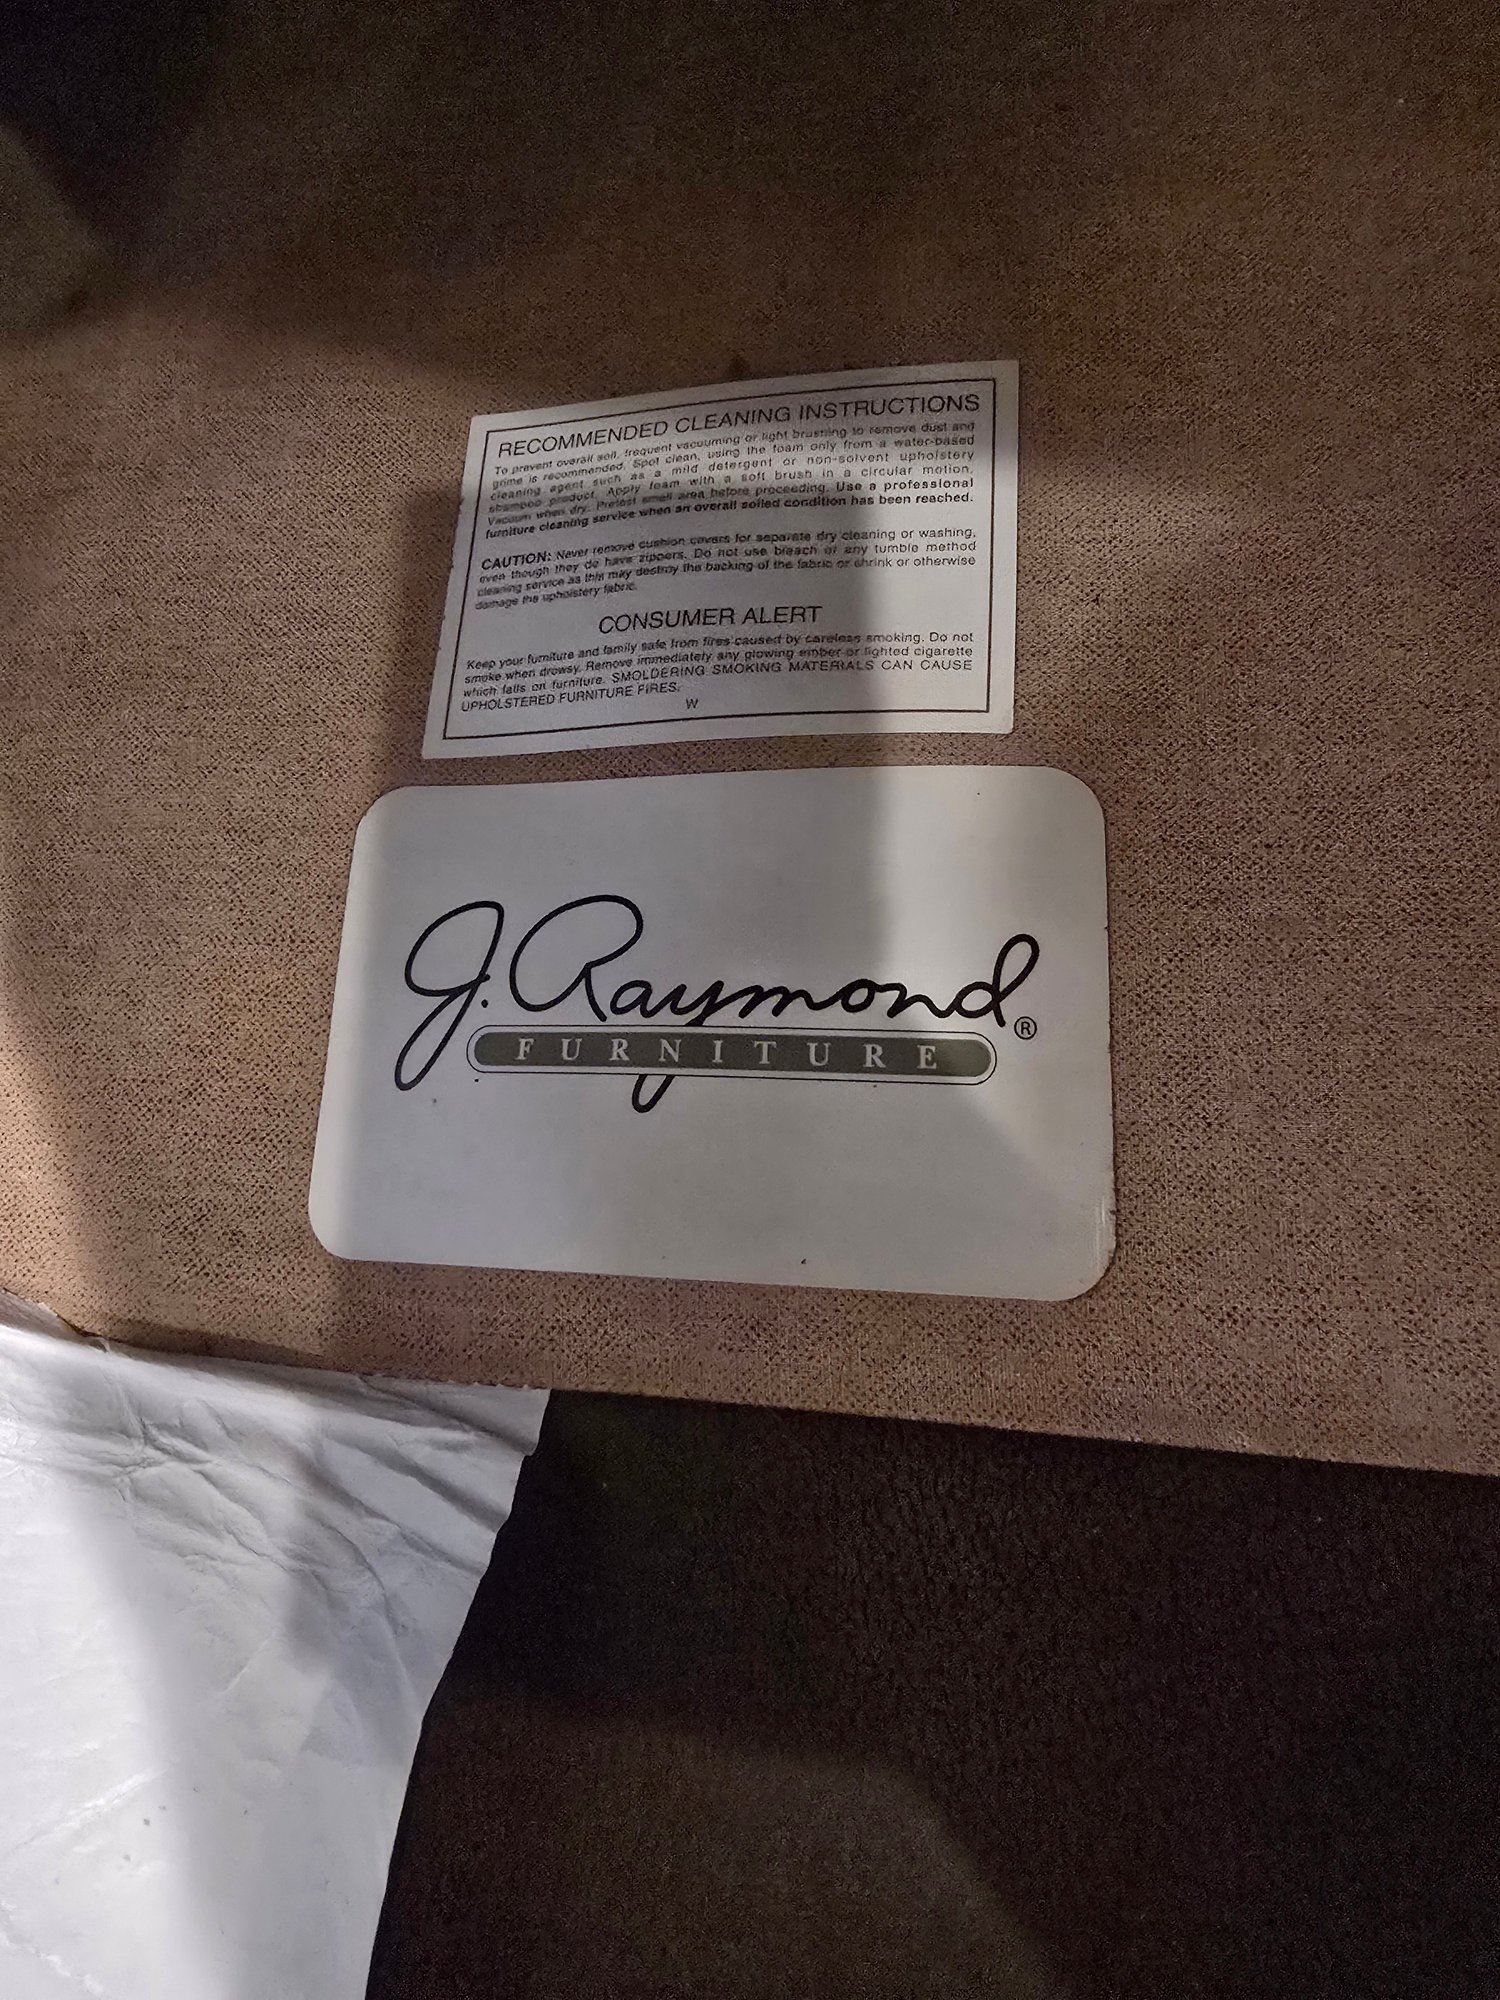 RECOMMENDED CLEANING INSTRUCTIONS
To prevent overall soil, frequent vacuuming or light brushing to remove dust and
grime is recommended. Spot clean, using the foam only from a water-based
cleaning agent such as a mild detergent or non-solvent upholstery
shampoo product. Apply foam with a soft brush in a circular motion.
Vacuum when dry. Pretest small area before proceeding. Use a professional
furniture cleaning service when an overall soiled condition has been reached.
CAUTION: Never remove cushion covers for separate dry cleaning or washing,
even though they do have zippers. Do not use bleach or any tumble method
cleaning service as this may destroy the backing of the fabric or shrink or otherwise
damage the upholstery fabric.
CONSUMER ALERT
Keep your furniture and family safe from fires caused by careless smoking. Do not
smoke when drowsy. Remove immediately any glowing ember or lighted cigarette
which falls on furniture. SMOLDERING SMOKING MATERIALS CAN CAUSE
UPHOLSTERED FURNITURE FIRES.
W
J. Raymond ®
FURNITURE